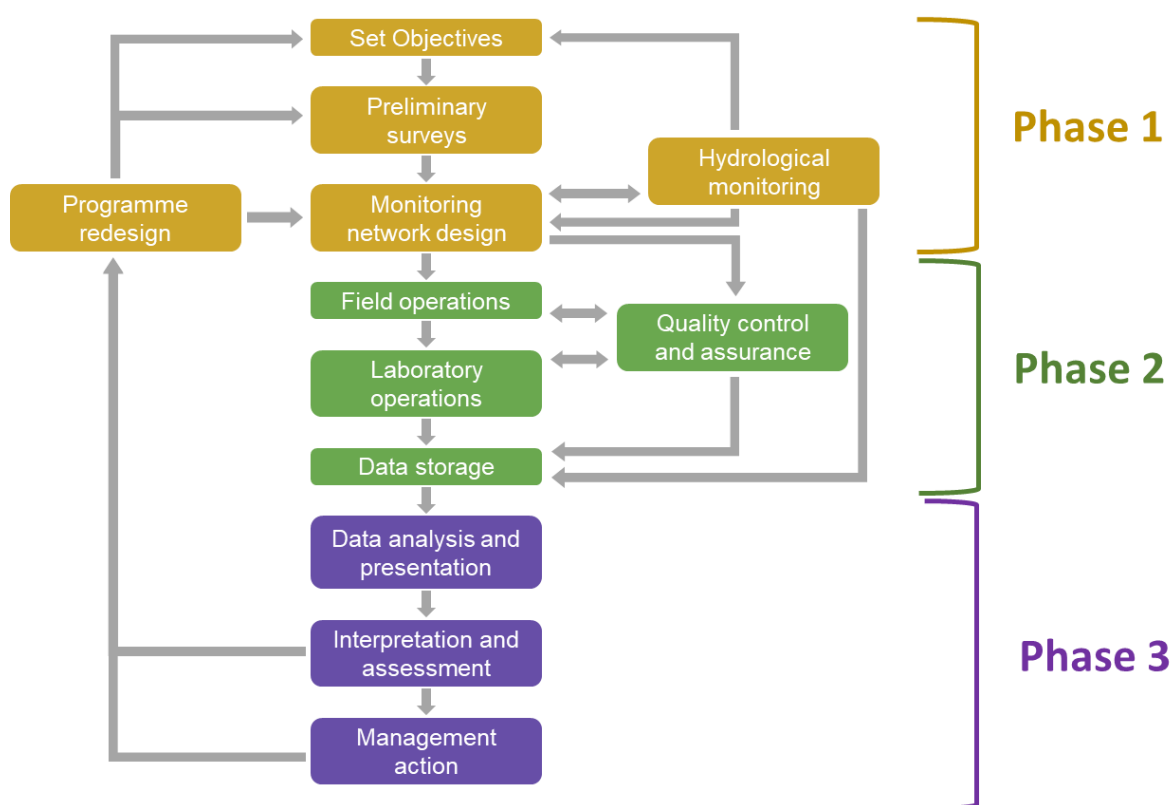 Set Objectives
Preliminary
surveys
Phase 1
Hydrological
monitoring
Programme
redesign
Monitoring
network design
Field operations
Quality control
and assurance
Phase 2
Laboratory
operations
Data storage
Data analysis and
presentation
Interpretation and
assessment
Phase 3
Management
action